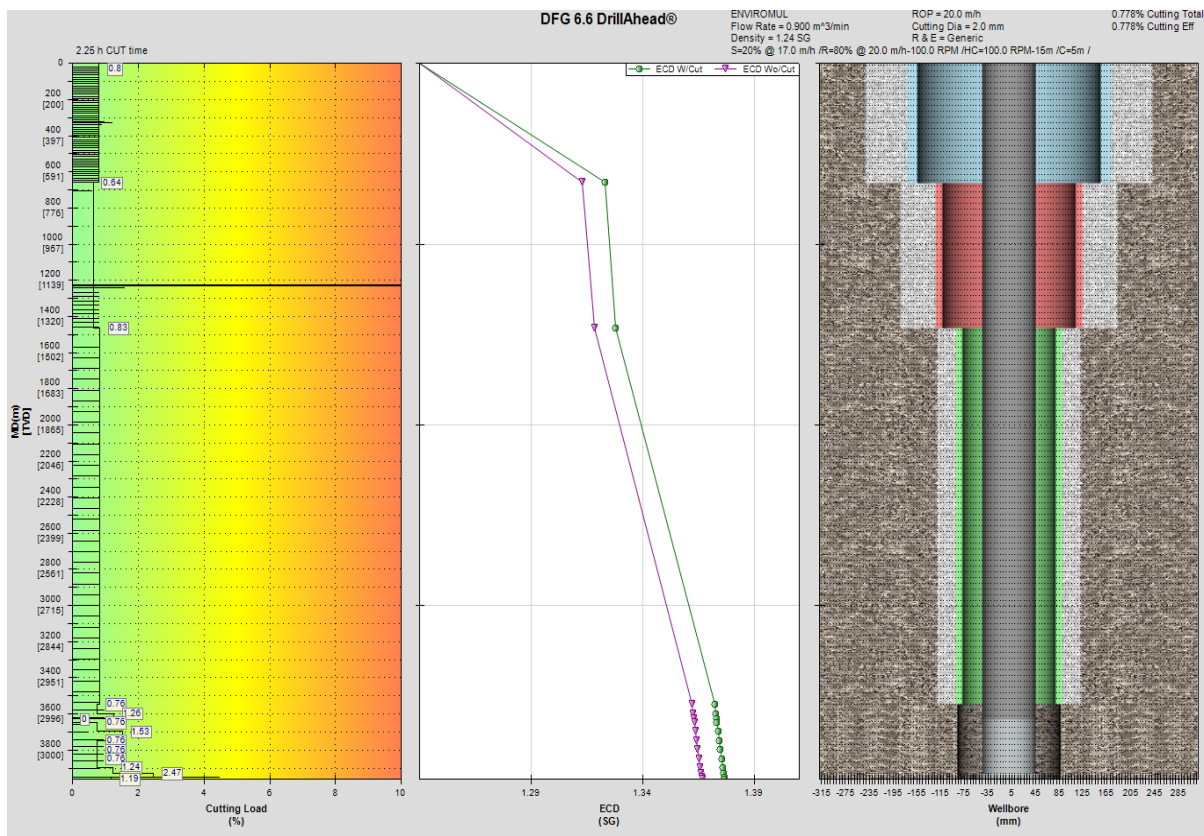 DFG 6.6 DrillAhead®
ENVIROMUL
Flow Rate = 0.900 m^3/min
Density = 1.24 SG
S=20% @ 17.0 m/h /R=80% @ 20.0 m/h-100.0 RPM /HC=100.0 RPM-15m /C=5m /
ROP = 20.0 m/h
Cutting Dia = 2.0 mm
R & E = Generic
0.778% Cutting Total
0.778% Cutting Eff
2.25 h CUT time
MD(m)
[TVD]
0
200
[200]
400
[397]
600
[591]
800
[776]
1000
[957]
1200
[1139]
1400
[1320]
1600
[1502]
1800
[1683]
2000
[1865]
2200
[2046]
2400
[2228]
2600
[2399]
2800
[2561]
3000
[2715]
3200
[2844]
3400
[2951]
3600
[2996]
3800
[3000]
0.8
0.64
0.83
0.76
1.26
0
0.76
1.53
0.76
0.76
0.76
1.24
2.47
1.19
0 2 4 6 8 10
Cutting Load
(%)
ECD W/Cut ECD Wo/Cut
1.29 1.34 1.39
ECD
(SG)
-315 -275 -235 -195 -155 -115 -75 -35 5 45 85 125 165 205 245 285
Wellbore
(mm)